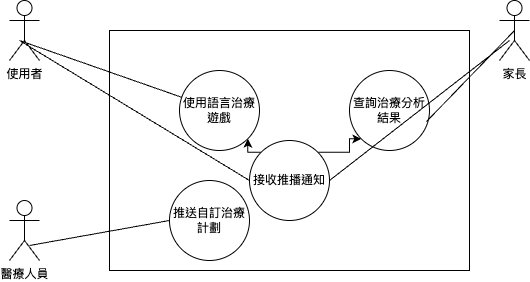 使用者
家長
使用語言治療
遊戲
查詢治療分析
結果
接收推播通知
推送自訂治療
計劃
醫療人員